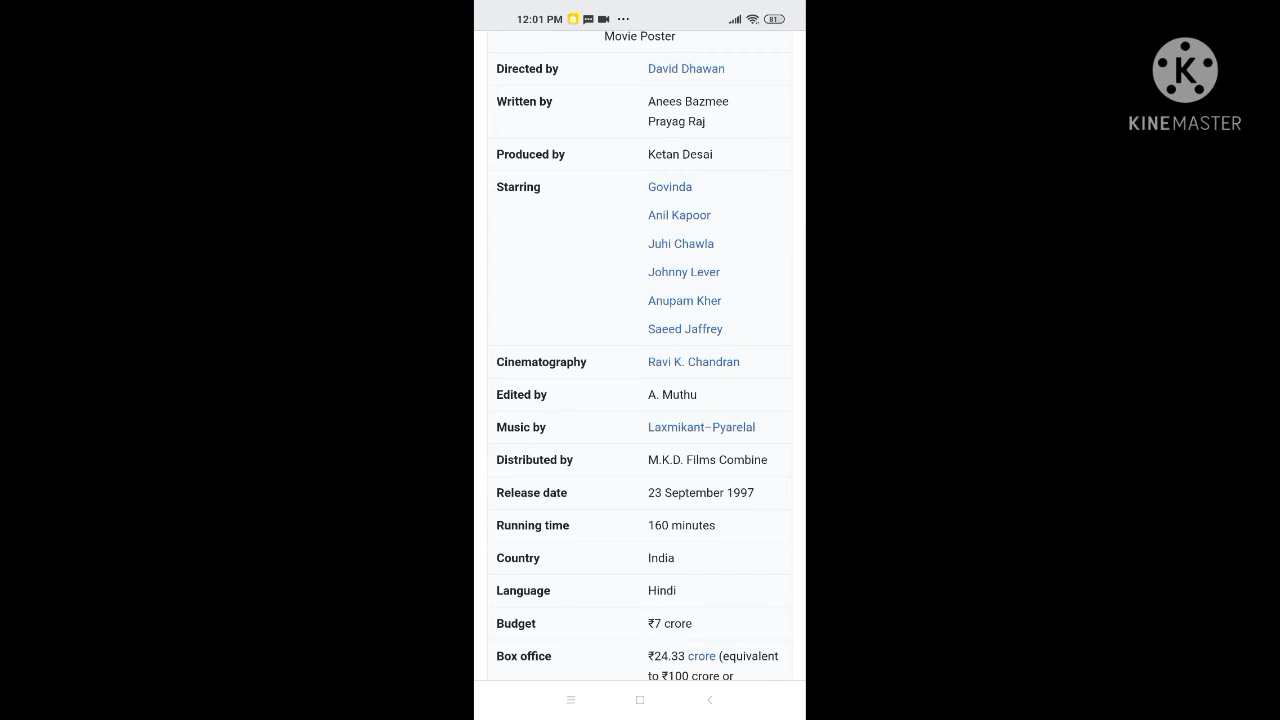 12:01 PM
81
Movie Poster
Directed by David Dhawan
Written by Anees Bazmee
Prayag Raj
Produced by Ketan Desai
Starring Govinda
Anil Kapoor
Juhi Chawla
Johnny Lever
Anupam Kher
Saeed Jaffrey
Cinematography Ravi K. Chandran
Edited by A. Muthu
Music by Laxmikant–Pyarelal
Distributed by M.K.D. Films Combine
Release date 23 September 1997
Running time 160 minutes
Country India
Language Hindi
Budget ₹7 crore
Box office ₹24.33 crore (equivalent
to ₹100 crore or
K
KINEMASTER